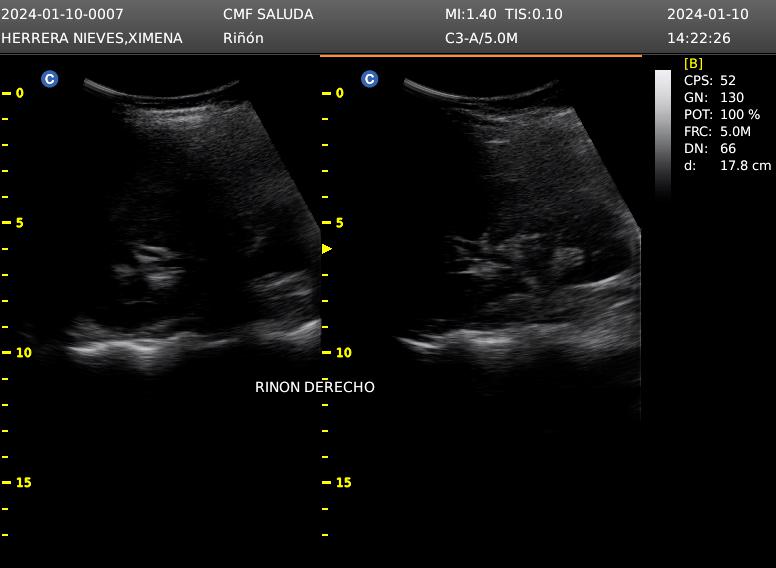 2024-01-10-0007 CMF SALUDA MI:1.40 TIS:0.10 2024-01-10
HERRERA NIEVES,XIMENA Riñón C3-A/5.0M 14:22:26
C C
[B]
CPS: 52
GN: 130
POT: 100 %
FRC: 5.0M
DN: 66
d: 17.8 cm
0 0
5 5
10 10
RINON DERECHO
15 15